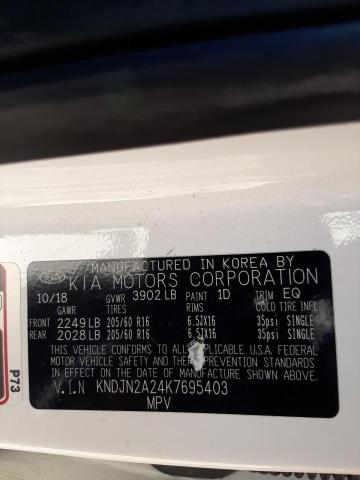 MANUFACTURED IN KOREA BY
KIA MOTORS CORPORATION
10/18 GVWR 3902 LB PAINT 1D TRIM EQ
GAWR TIRES RIMS COLD TIRE INFL
FRONT 2249 LB 205/60 R16 6.5JX16 35psi SINGLE
REAR 2028 LB 205/60 R16 6.5JX16 35psi SINGLE
THIS VEHICLE CONFORMS TO ALL APPLICABLE U.S. FEDERAL MOTOR
VEHICLE SAFETY AND THEFT PREVENTION STANDARDS IN
EFFECT ON THE DATE OF MANUFACTURE SHOWN ABOVE.
V.I.N KNDJN2A24K7695403
MPV
P73